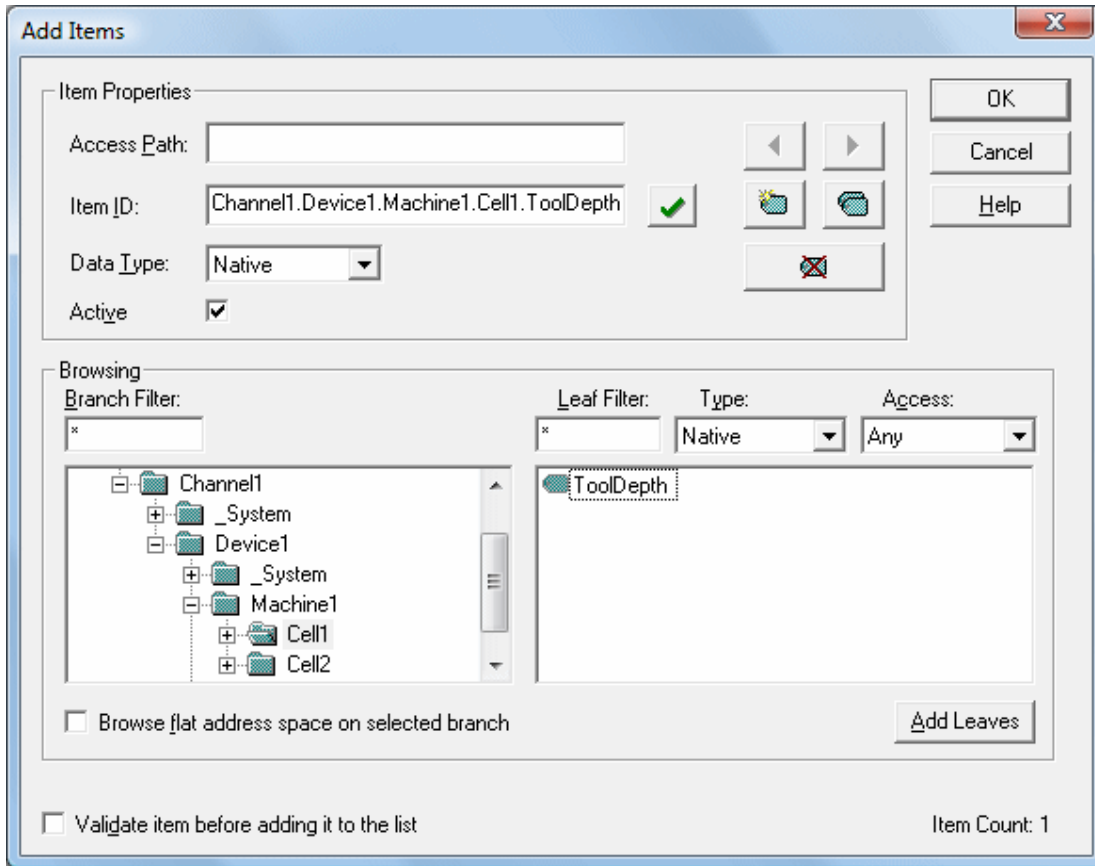 Add Items
Item Properties
OK
Access Path:
Cancel
Item ID: Channel1.Device1.Machine1.Cell1.ToolDepth
Help
Data Type: Native
Active
Browsing
Branch Filter: Leaf Filter: Type: Access:
* * Native Any
Channel1
_System
Device1
_System
Machine1
Cell1
Cell2
ToolDepth
Browse flat address space on selected branch
Add Leaves
Validate item before adding it to the list
Item Count: 1